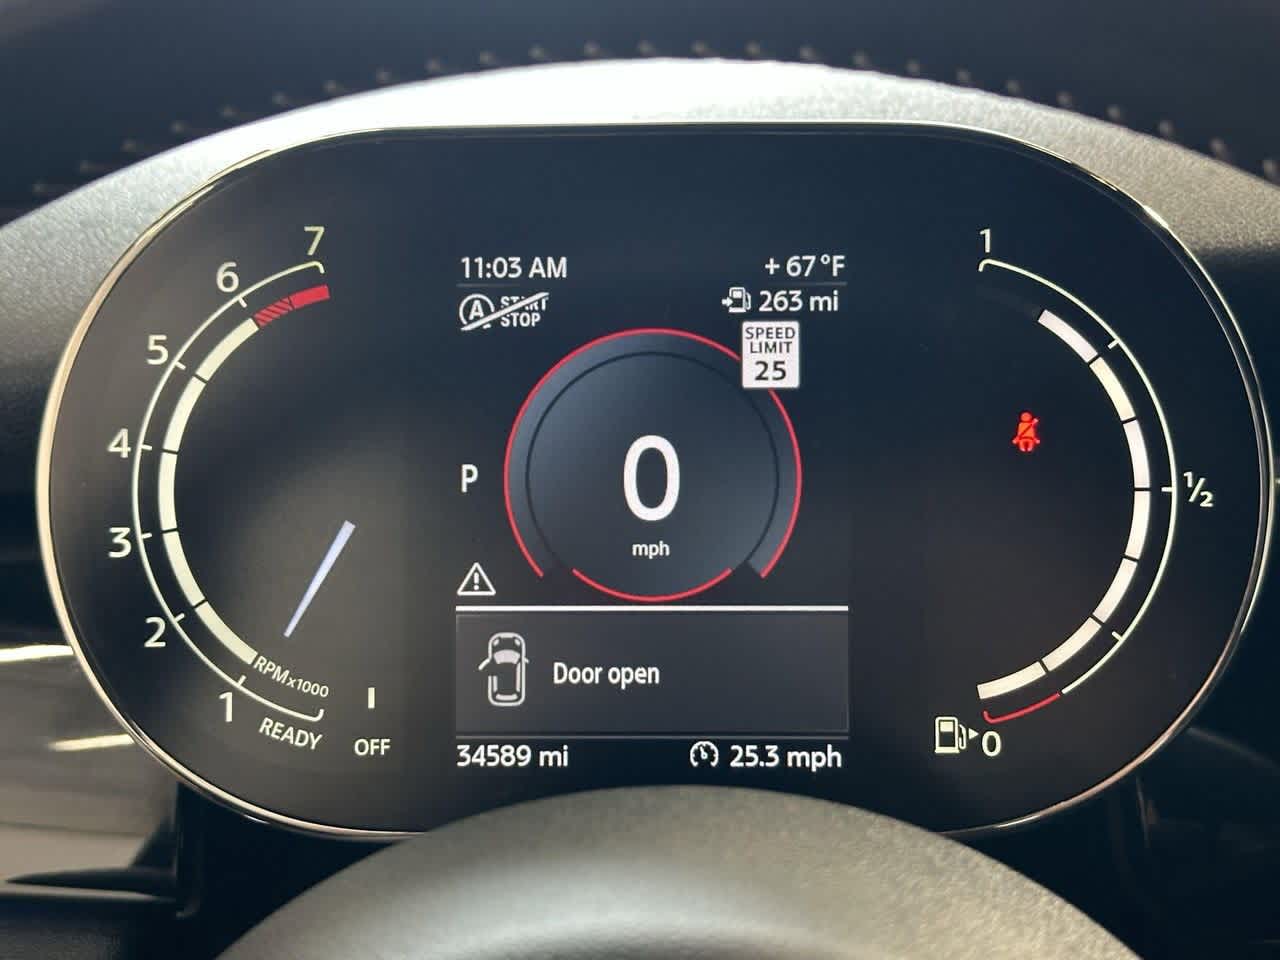 7
6
5
4
3
2
1
RPMx1000
READY
OFF
11:03 AM
A START
STOP
+ 67 °F
263 mi
SPEED
LIMIT
25
P
0
mph
Door open
34589 mi
25.3 mph
1
1/2
0